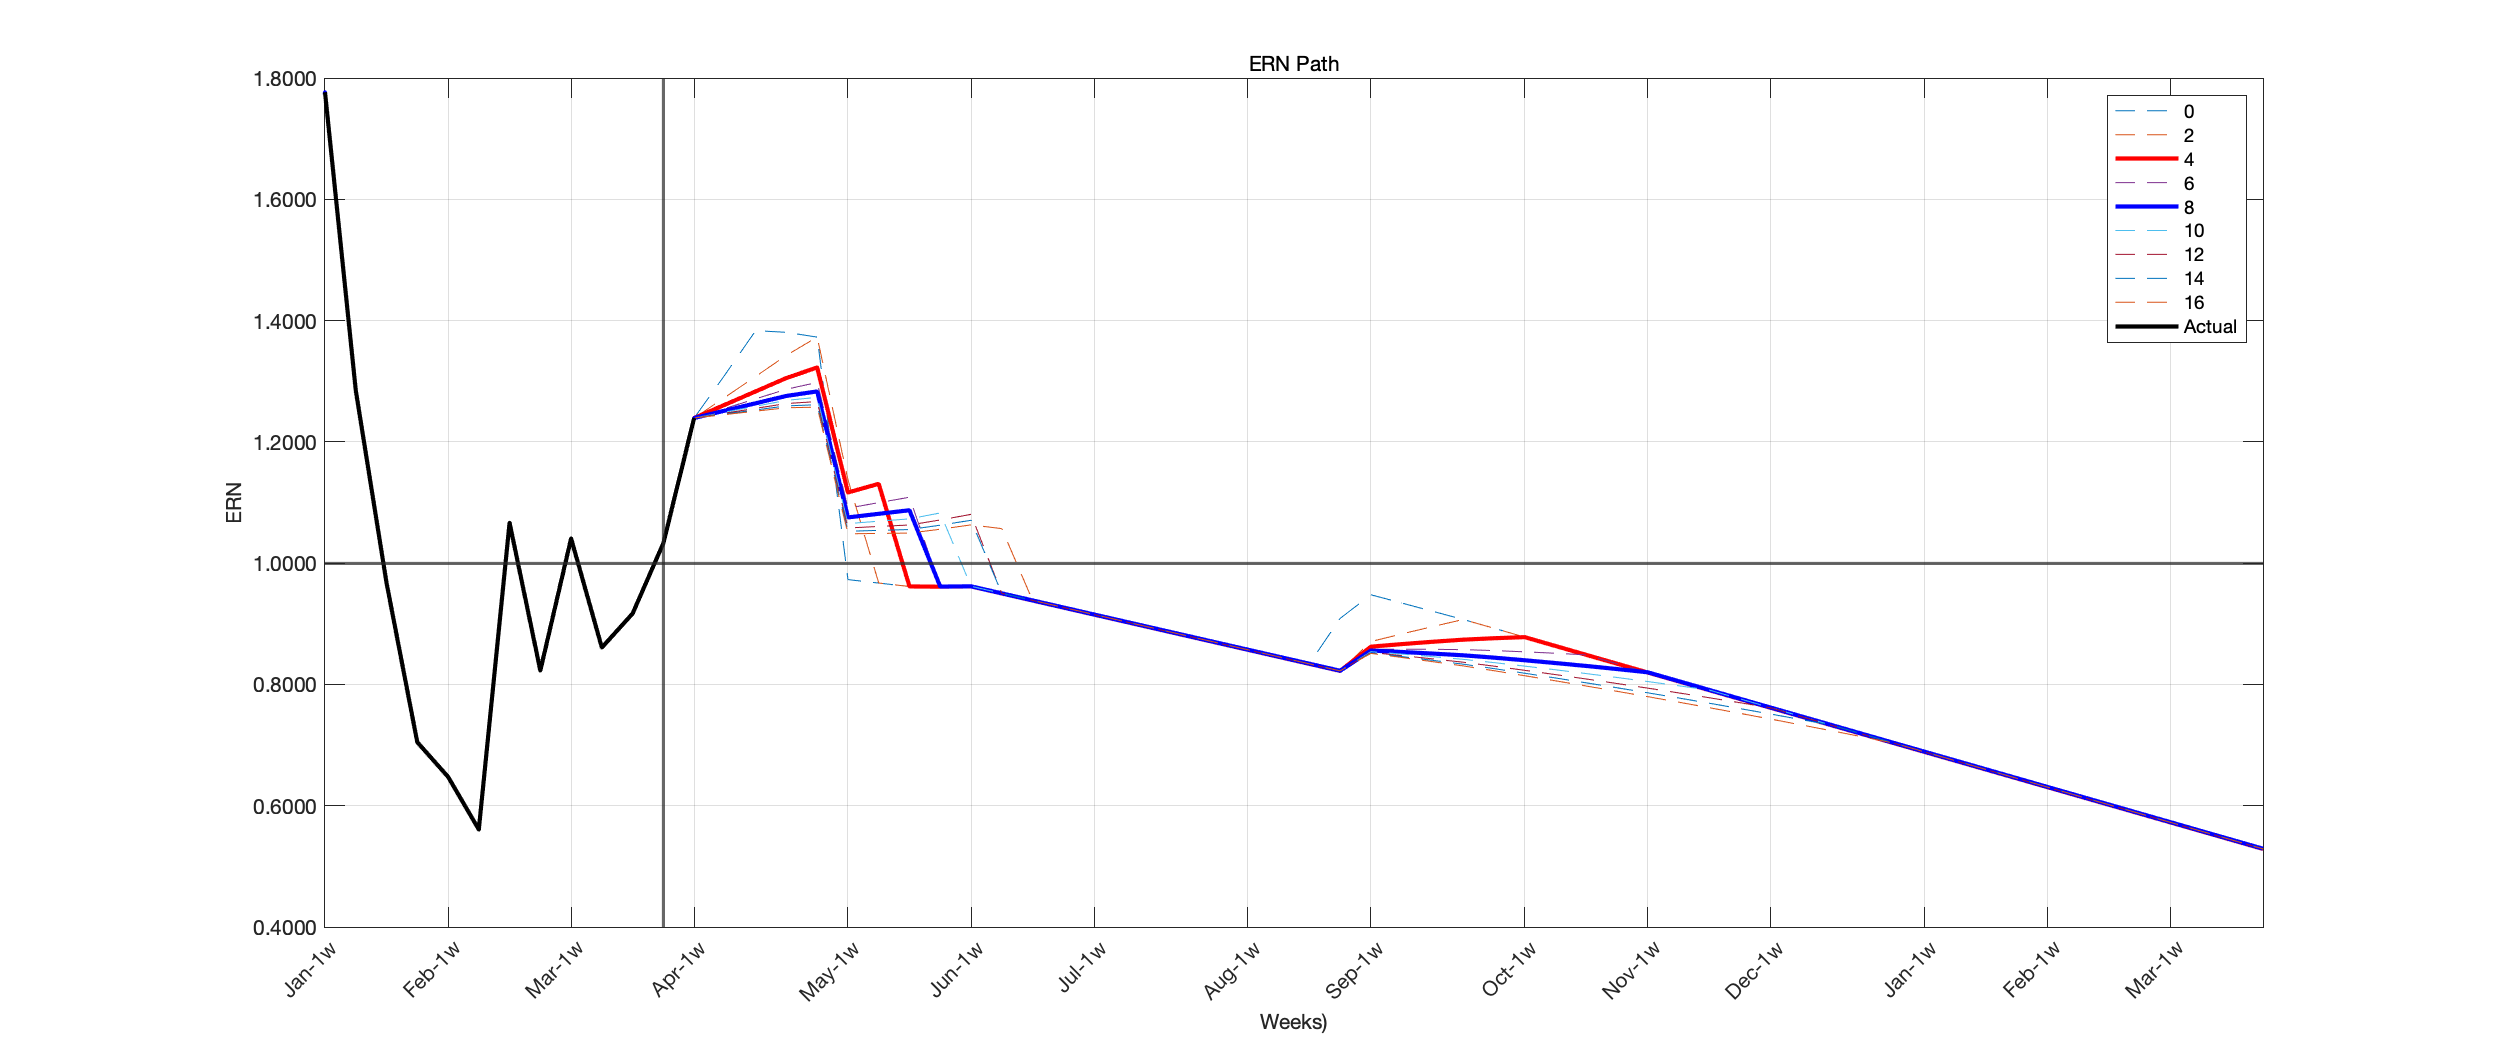 ERN Path
1.8000
1.6000
1.4000
1.2000
1.0000
0.8000
0.6000
0.4000
ERN
0
2
4
6
8
10
12
14
16
Actual
Jan-1w
Feb-1w
Mar-1w
Apr-1w
May-1w
Jun-1w
Jul-1w
Aug-1w
Sep-1w
Oct-1w
Nov-1w
Dec-1w
Jan-1w
Feb-1w
Mar-1w
Weeks)